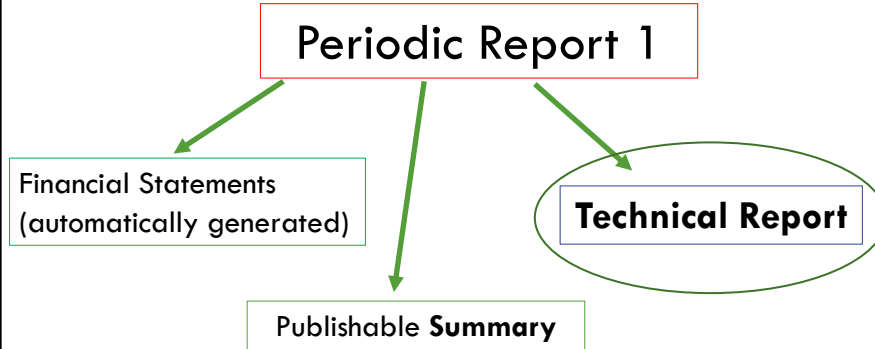 Periodic Report 1
Financial Statements
(automatically generated)
Technical Report
Publishable Summary